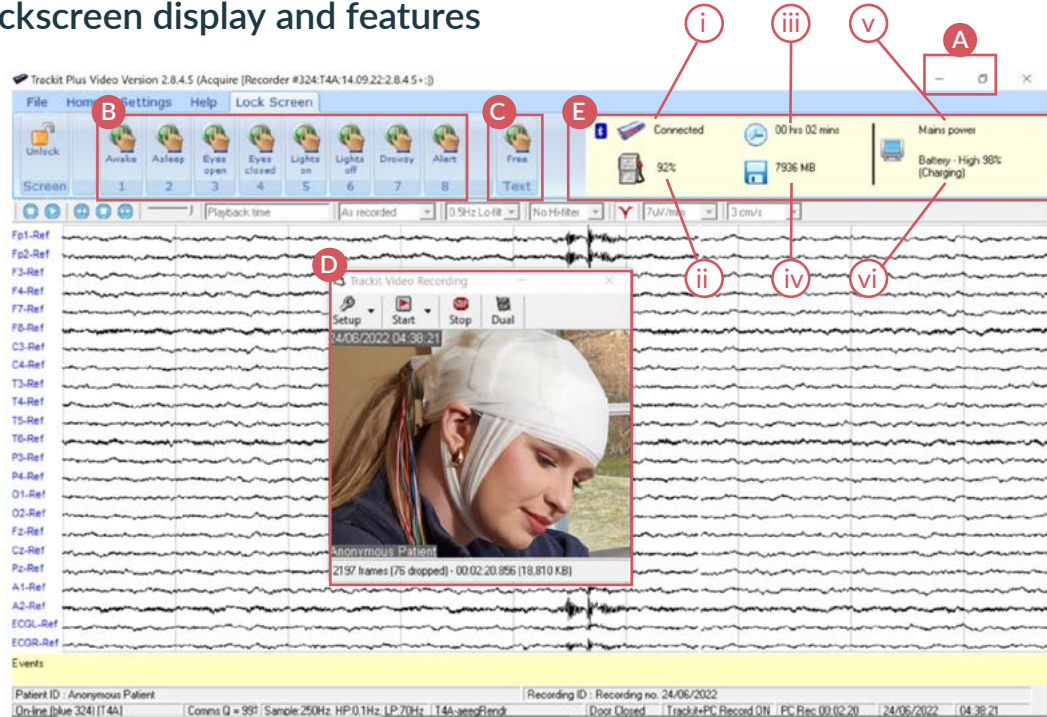 ckscreen display and features
i
iii
v
A
Trackit Plus Video Version 2.8.4.5 (Acquire [Recorder #324:T4A:14.09.22:2.8.4.5+:])
File Home Settings Help Lock Screen
B
C
E
Unlock
Screen
Awake
1
Asleep
2
Eyes open
3
Eyes closed
4
Lights on
5
Lights off
6
Drowsy
7
Alert
8
Free
Text
Connected
92%
00 hrs 02 mins
7936 MB
Mains power
Battery - High 98%
(Charging)
Playback time
As recorded
0.5Hz Lo-filt
No Hi-filter
7uV/mm
3 cm/s
ii
iv
vi
Fp1-Ref
Fp2-Ref
F3-Ref
F4-Ref
F7-Ref
F8-Ref
C3-Ref
C4-Ref
T3-Ref
T4-Ref
T5-Ref
T6-Ref
P3-Ref
P4-Ref
O1-Ref
O2-Ref
Fz-Ref
Cz-Ref
Pz-Ref
A1-Ref
A2-Ref
ECGL-Ref
ECGR-Ref
D
Trackit Video Recording
Setup Start Stop Dual
24/06/2022 04:38:21
Anonymous Patient
2197 frames (76 dropped) - 00:02:20.856 (18,810 KB)
Events
Patient ID : Anonymous Patient
Recording ID : Recording no. 24/06/2022
On-line (blue 324) [T4A]
Comms Q = 99%
Sample:250Hz. HP:0.1Hz. LP:70Hz
T4A-aeegRendr
Door Closed
Trackit+PC Record ON
PC Rec 00:02:20
24/06/2022
04:38:21